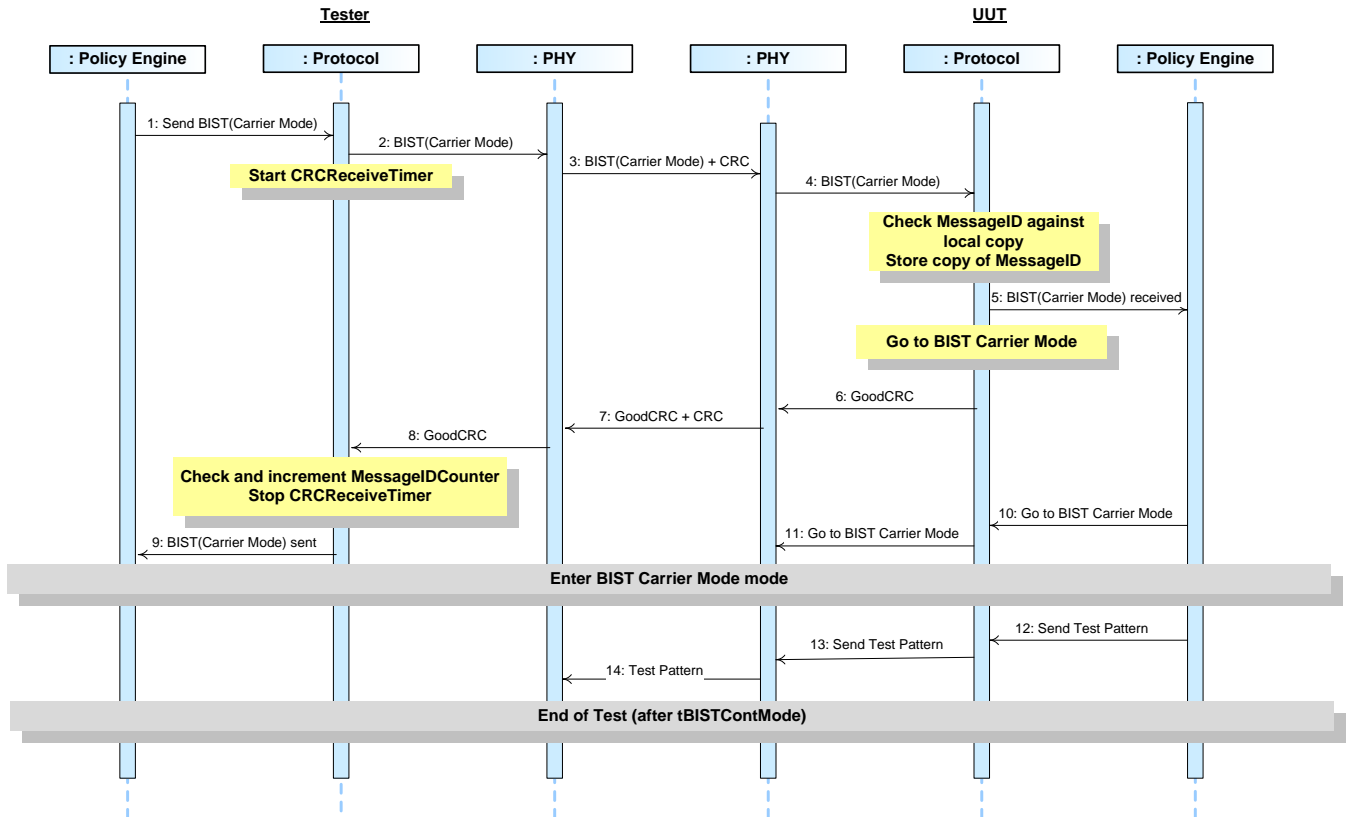 Tester
UUT
: Policy Engine
: Protocol
: PHY
: PHY
: Protocol
: Policy Engine
1: Send BIST(Carrier Mode)
2: BIST(Carrier Mode)
Start CRCReceiveTimer
3: BIST(Carrier Mode) + CRC
4: BIST(Carrier Mode)
Check MessageID against
local copy
Store copy of MessageID
5: BIST(Carrier Mode) received
Go to BIST Carrier Mode
6: GoodCRC
7: GoodCRC + CRC
8: GoodCRC
Check and increment MessageIDCounter
Stop CRCReceiveTimer
9: BIST(Carrier Mode) sent
10: Go to BIST Carrier Mode
11: Go to BIST Carrier Mode
Enter BIST Carrier Mode mode
12: Send Test Pattern
13: Send Test Pattern
14: Test Pattern
End of Test (after tBISTContMode)